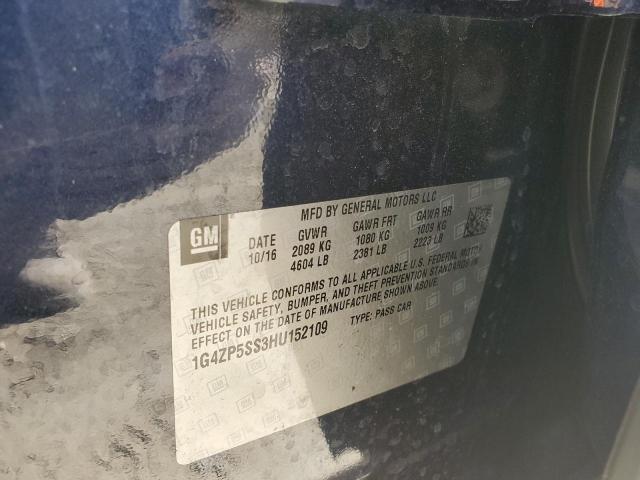 MFD BY GENERAL MOTORS LLC
GM
DATE GVWR GAWR FRT GAWR RR
10/16 2089 KG 1080 KG 1009 KG
4604 LB 2381 LB 2223 LB
THIS VEHICLE CONFORMS TO ALL APPLICABLE U.S. FEDERAL MOTOR
VEHICLE SAFETY, BUMPER, AND THEFT PREVENTION STANDARDS IN
EFFECT ON THE DATE OF MANUFACTURE SHOWN ABOVE.
1G4ZP5SS3HU152109 TYPE: PASS CAR